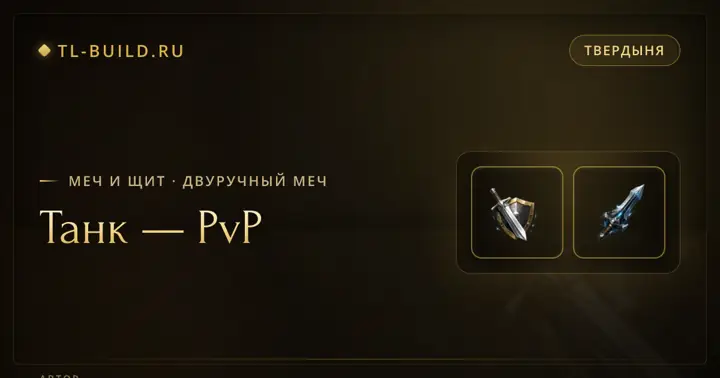 TL-BUILD.RU
ТВЕРДЫНЯ
МЕЧ И ЩИТ · ДВУРУЧНЫЙ МЕЧ
Танк — PvP